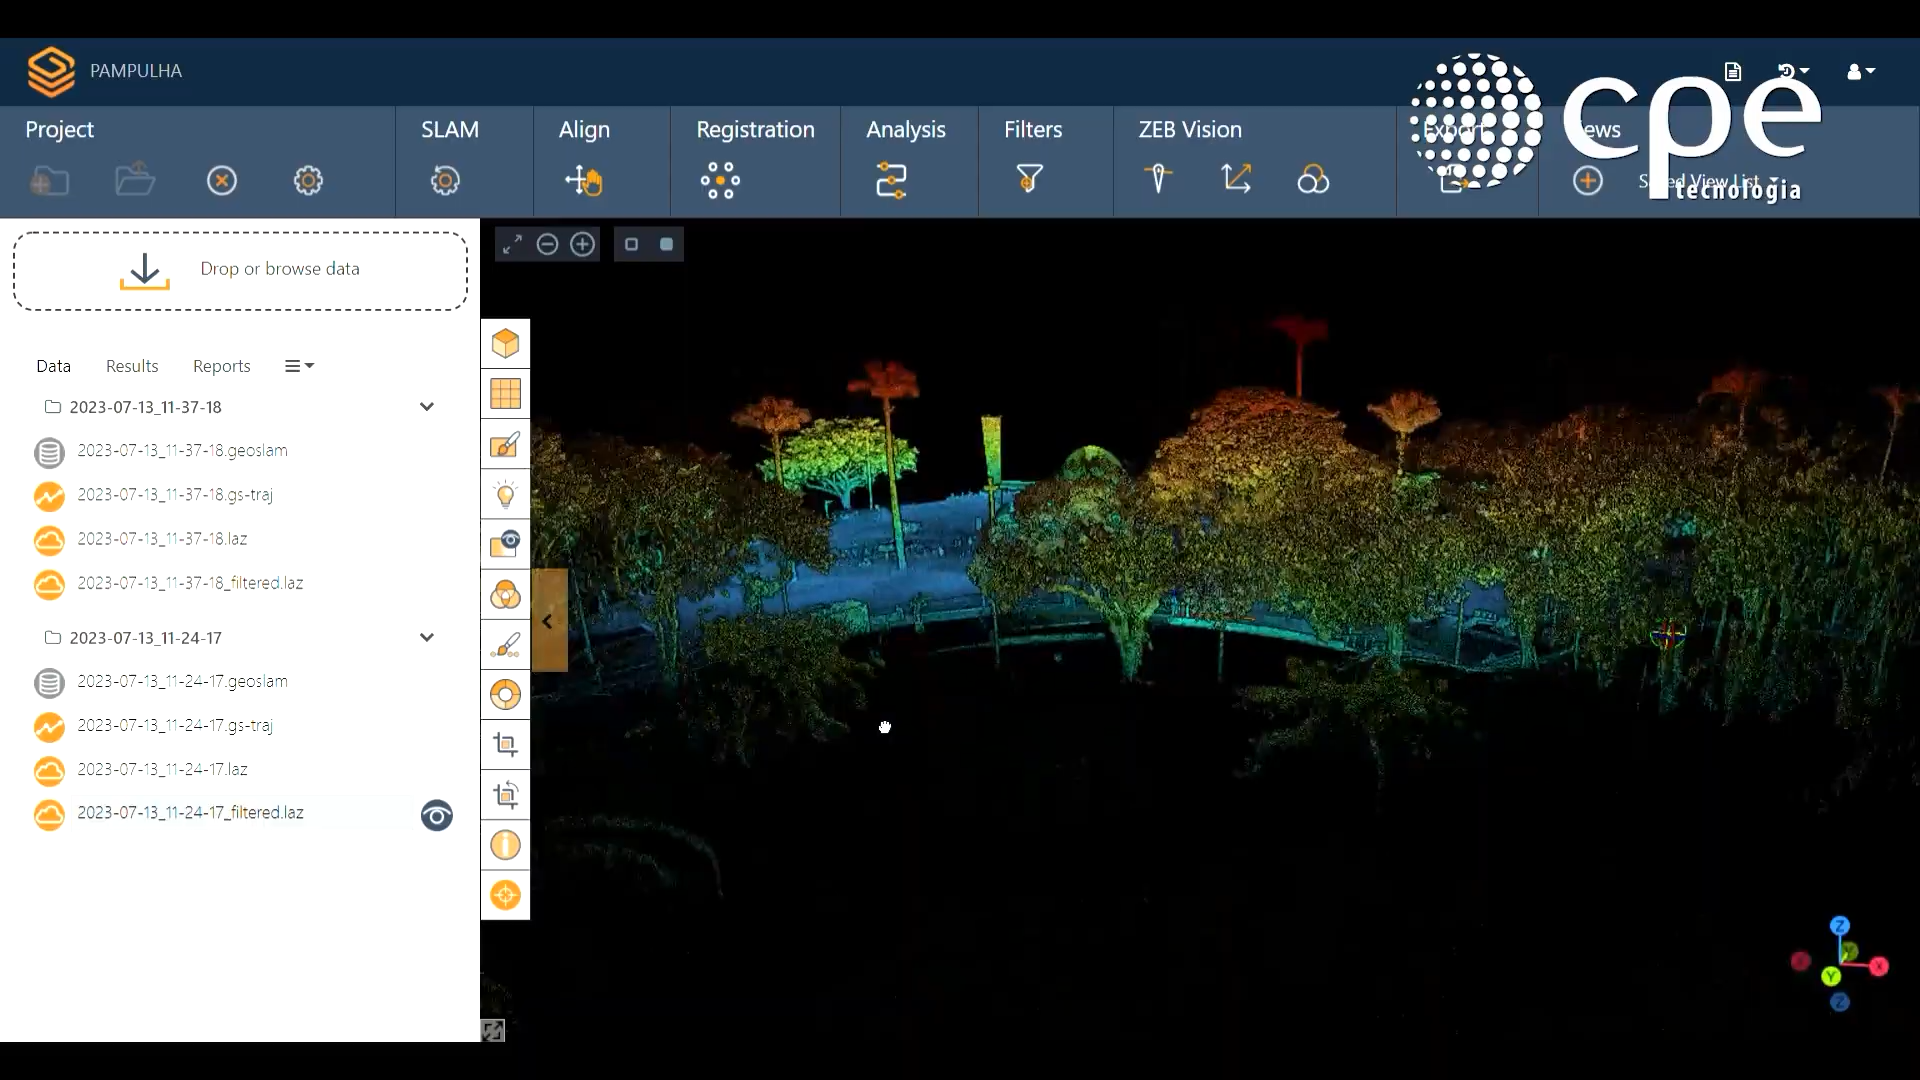 PAMPULHA
cpe
tecnologia
Project
SLAM
Align
Registration
Analysis
Filters
ZEB Vision
Export
Drop or browse data
Data
Results
Reports
2023-07-13_11-37-18
2023-07-13_11-37-18.geoslam
2023-07-13_11-37-18.gs-traj
2023-07-13_11-37-18.laz
2023-07-13_11-37-18_filtered.laz
2023-07-13_11-24-17
2023-07-13_11-24-17.geoslam
2023-07-13_11-24-17.gs-traj
2023-07-13_11-24-17.laz
2023-07-13_11-24-17_filtered.laz
Z
Y
X
Z